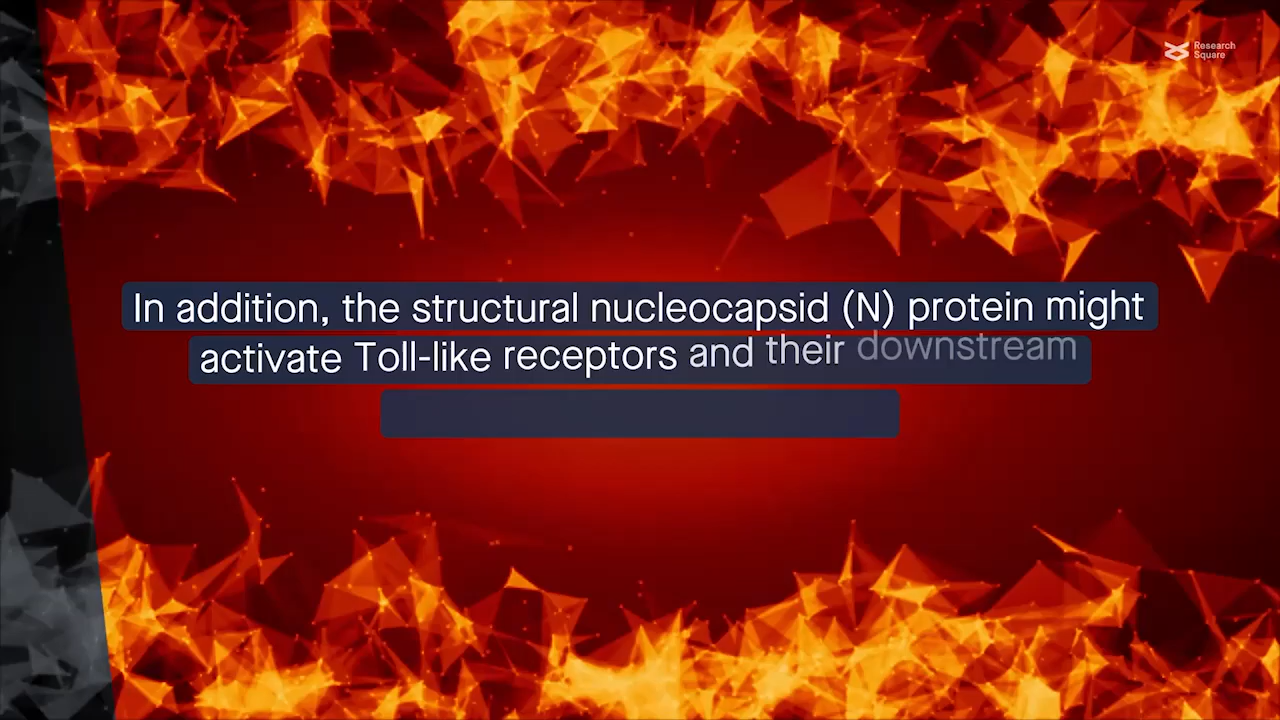 Research
Square
In addition, the structural nucleocapsid (N) protein might
activate Toll-like receptors and their downstream